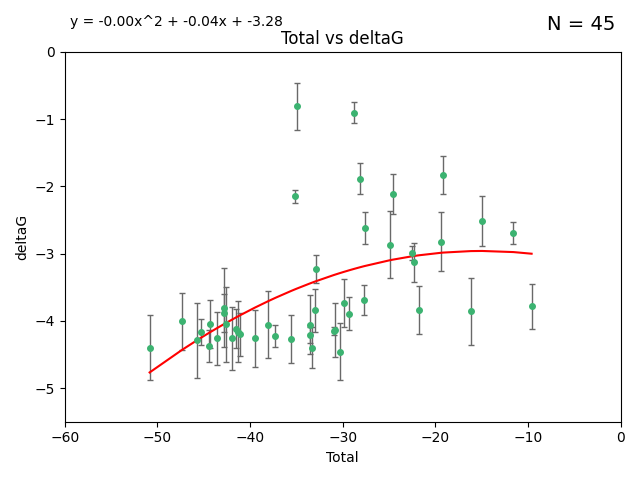 y = -0.00x^2 + -0.04x + -3.28
N = 45
Total vs deltaG
0
−1
−2
−3
−4
−5
deltaG
−60 −50 −40 −30 −20 −10 0
Total